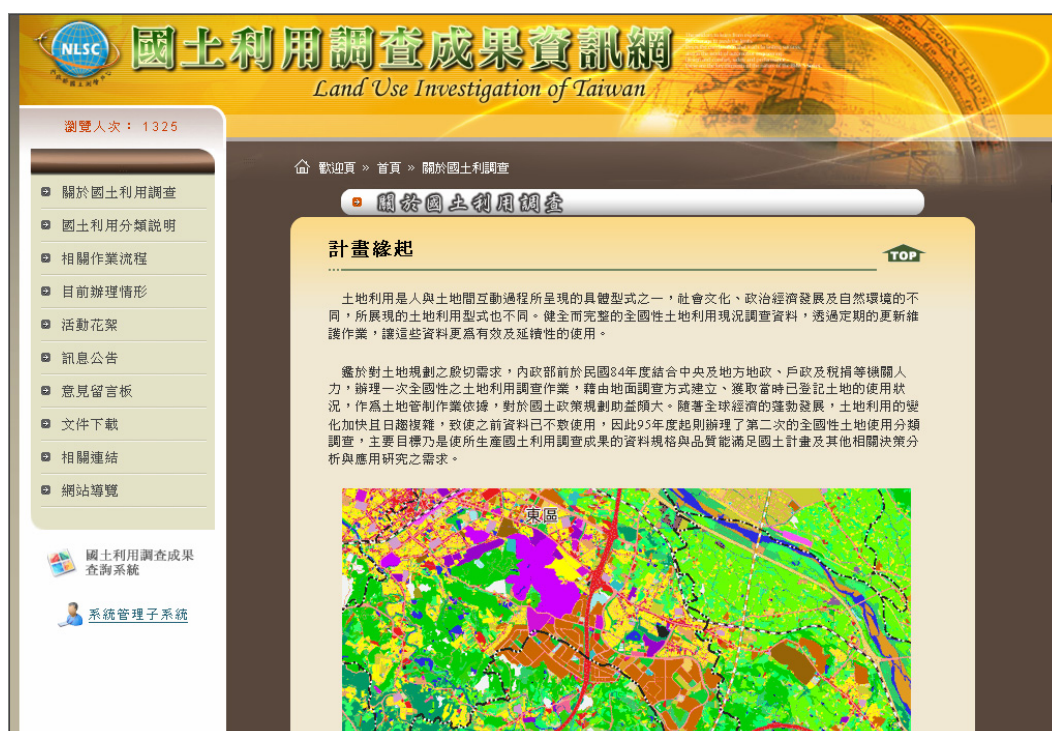 NLSC
國土利用調查成果資訊網
Land Use Investigation of Taiwan
瀏覽人次： 1325
關於國土利用調查
國土利用分類說明
相關作業流程
目前辦理情形
活動花絮
訊息公告
意見留言板
文件下載
相關連結
網站導覽
國土利用調查成果
查詢系統
系統管理子系統
歡迎頁 » 首頁 » 關於國土利調查
關於國土利用調查
計畫緣起
TOP
土地利用是人與土地間互動過程所呈現的具體型式之一，社會文化、政治經濟發展及自然環境的不
同，所展現的土地利用型式也不同。健全而完整的全國性土地利用現況調查資料，透過定期的更新維
護作業，讓這些資料更為有效及延續性的使用。
鑑於對土地規劃之殷切需求，內政部前於民國84年度結合中央及地方地政、戶政及稅捐等機關人
力，辦理一次全國性之土地利用調查作業，藉由地面調查方式建立、獲取當時已登記土地的使用狀
況，作為土地管制作業依據，對於國土政策規劃助益頗大。隨著全球經濟的蓬勃發展，土地利用的變
化加快且日趨複雜，致使之前資料已不敷使用，因此95年度起則辦理了第二次的全國性土地使用分類
調查，主要目標乃是使所生產國土利用調查成果的資料規格與品質能滿足國土計畫及其他相關決策分
析與應用研究之需求。
東區